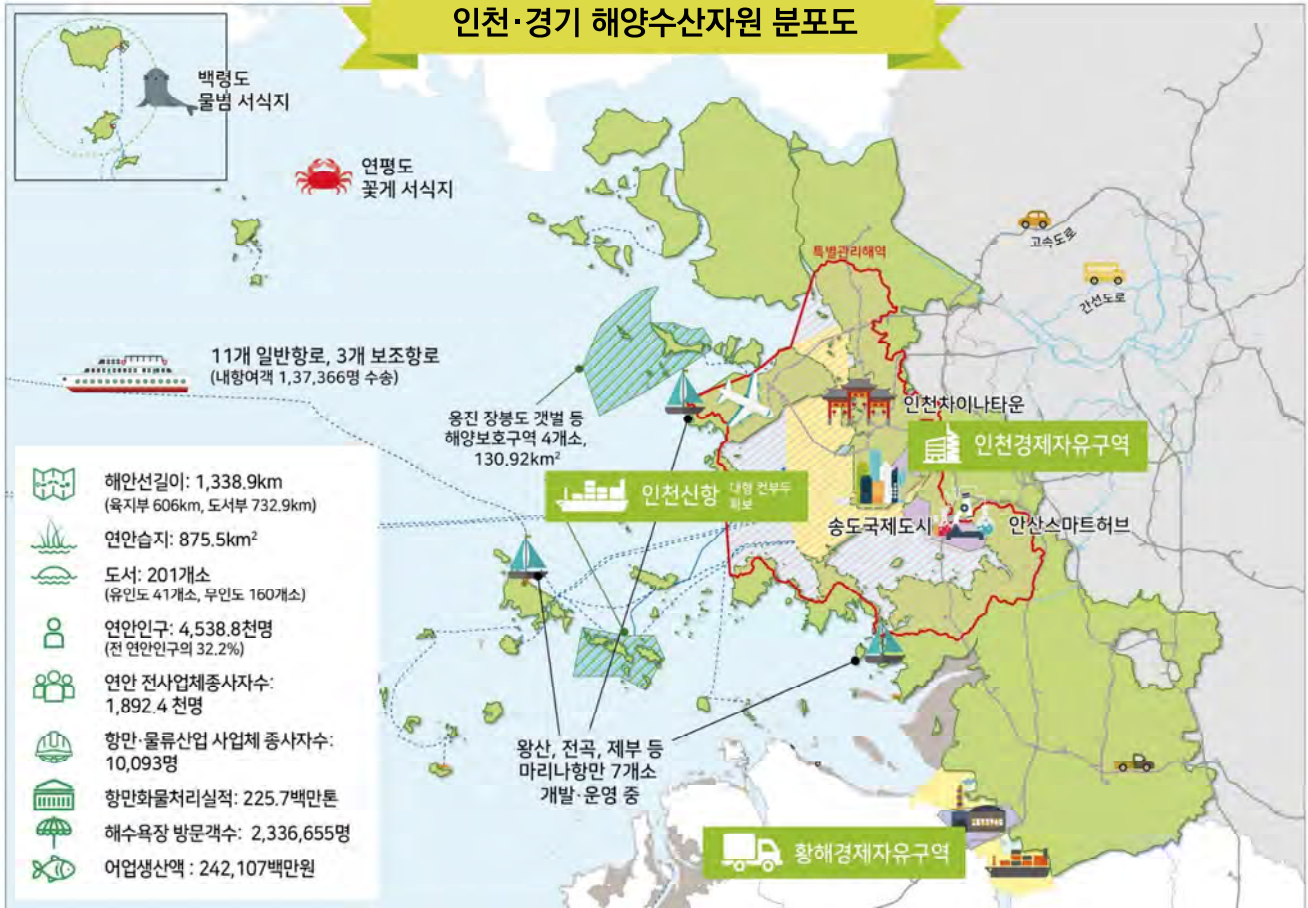 인천·경기 해양수산자원 분포도
백령도
물범 서식지
연평도
꽃게 서식지
특별관리해역
고속도로
간선도로
11개 일반항로, 3개 보조항로
(내항여객 1,37,366명 수송)
옹진 장봉도 갯벌 등
해양보호구역 4개소,
130.92km²
인천차이나타운
인천경제자유구역
인천신항 대형 컨부두
확보
송도국제도시
안산스마트허브
해안선길이: 1,338.9km
(육지부 606km, 도서부 732.9km)
연안습지: 875.5km²
도서: 201개소
(유인도 41개소, 무인도 160개소)
연안인구: 4,538.8천명
(전 연안인구의 32.2%)
연안 전사업체종사자수:
1,892.4 천명
항만·물류산업 사업체 종사자수:
10,093명
항만화물처리실적: 225.7백만톤
해수욕장 방문객수: 2,336,655명
어업생산액 : 242,107백만원
왕산, 전곡, 제부 등
마리나항만 7개소
개발·운영 중
황해경제자유구역